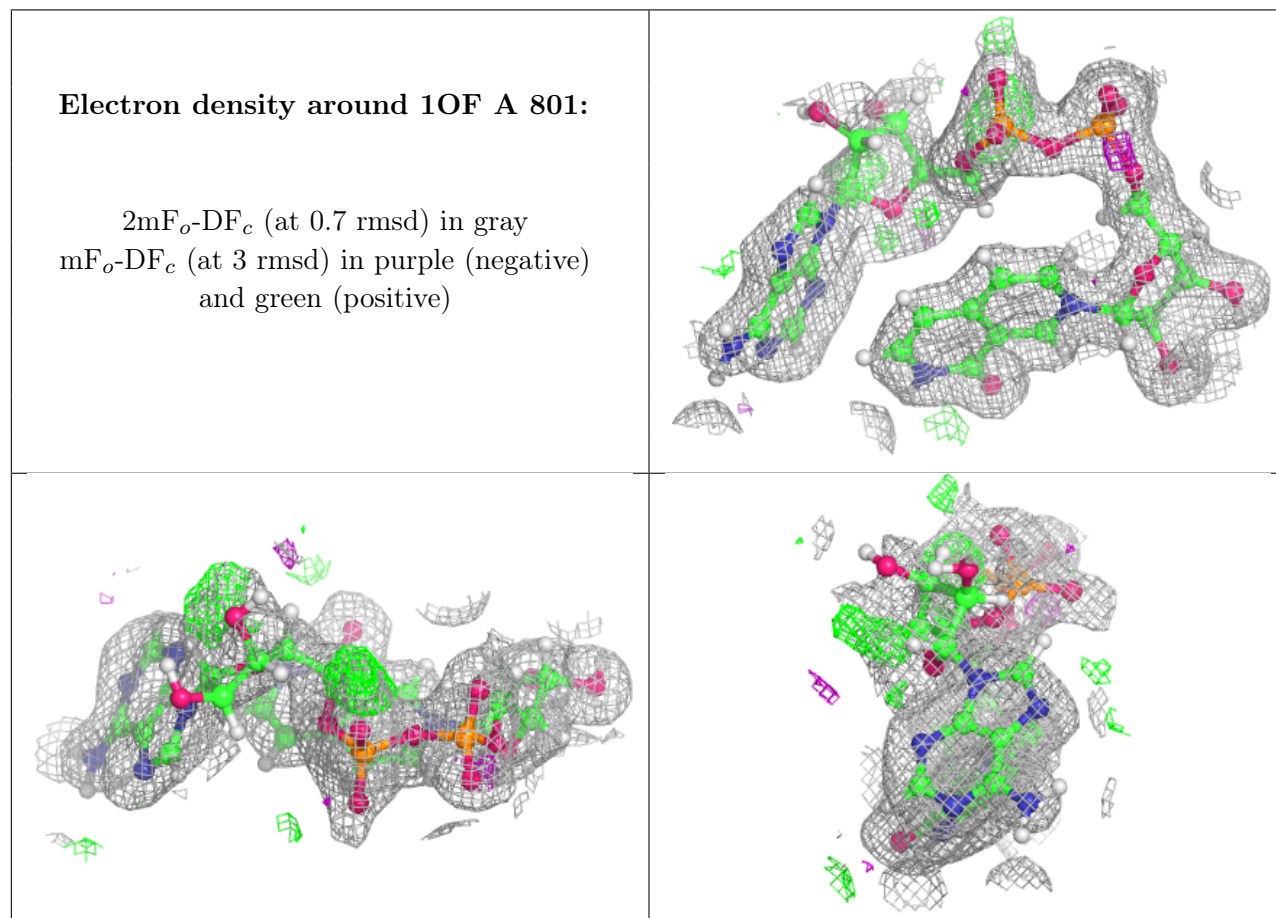 Electron density around 1OF A 801:
2mFo-DFc (at 0.7 rmsd) in gray
mFo-DFc (at 3 rmsd) in purple (negative)
and green (positive)